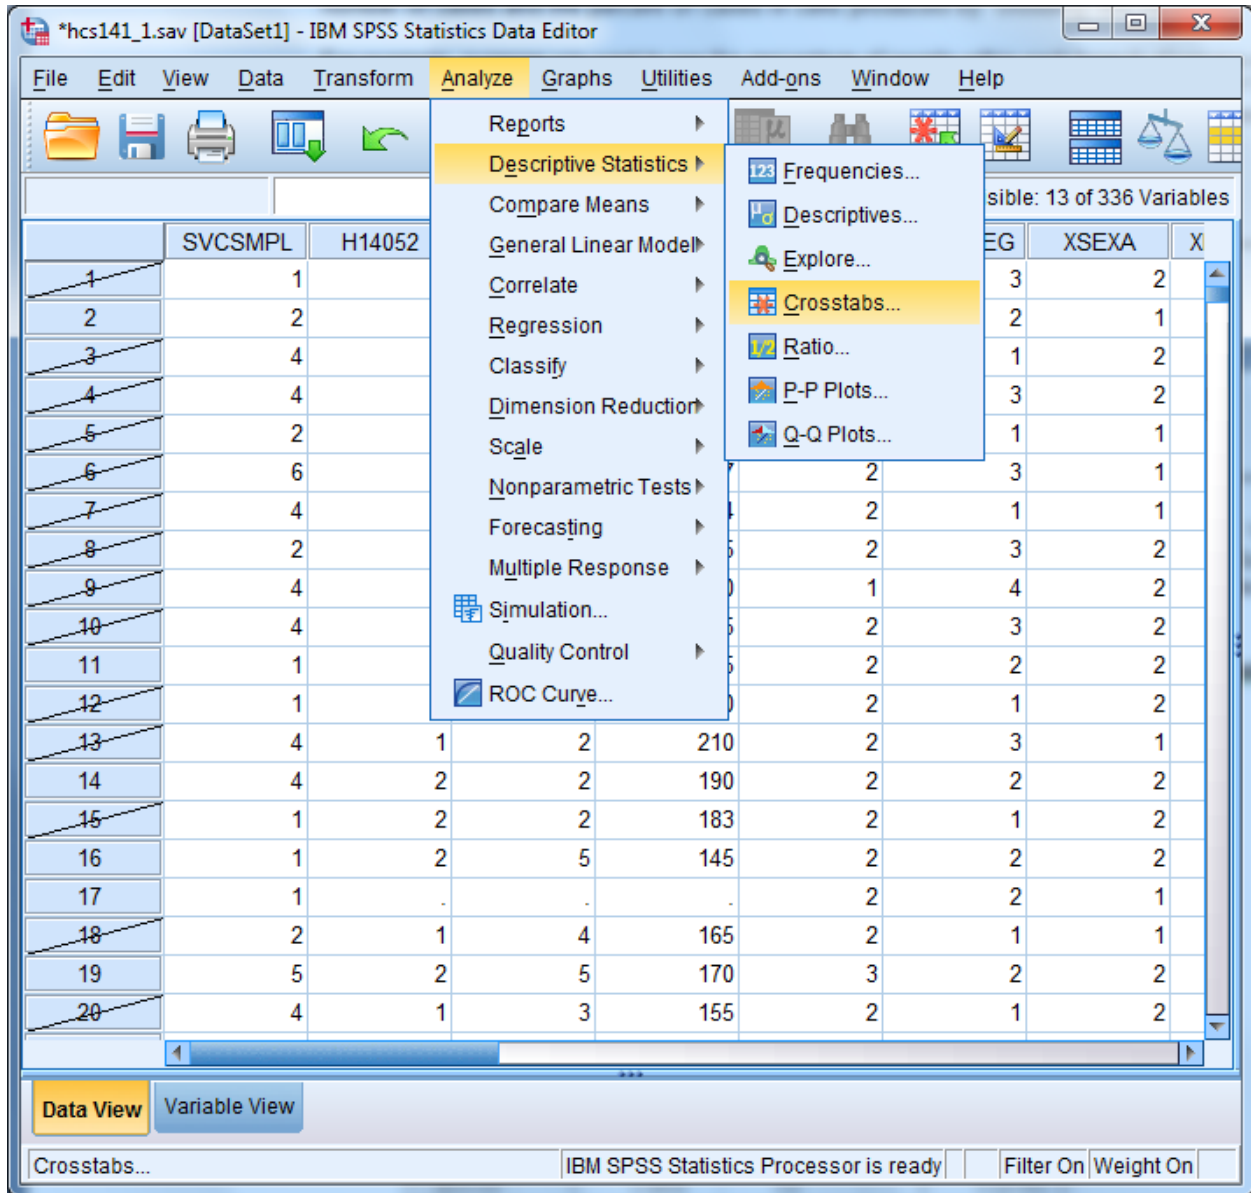 *hcs141_1.sav [DataSet1] - IBM SPSS Statistics Data Editor
File Edit View Data Transform Analyze Graphs Utilities Add-ons Window Help
Reports
Descriptive Statistics
Compare Means
General Linear Model
Correlate
Regression
Classify
Dimension Reduction
Scale
Nonparametric Tests
Forecasting
Multiple Response
Simulation...
Quality Control
ROC Curve...
123 Frequencies...
Descriptives...
Explore...
Crosstabs...
1/2 Ratio...
P-P Plots...
Q-Q Plots...
sible: 13 of 336 Variables
SVCSMPL H14052 EG XSEXA X
1 1 3 2
2 2 2 1
3 4 1 2
4 4 3 2
5 2 1 1
6 6 2 3 1
7 4 2 1 1
8 2 2 3 2
9 4 1 4 2
10 4 2 3 2
11 1 2 2 2
12 1 2 1 2
13 4 1 2 210 2 3 1
14 4 2 2 190 2 2 2
15 1 2 2 183 2 1 2
16 1 2 5 145 2 2 2
17 1 . . . 2 2 1
18 2 1 4 165 2 1 1
19 5 2 5 170 3 2 2
20 4 1 3 155 2 1 2
Data View Variable View
Crosstabs... IBM SPSS Statistics Processor is ready Filter On Weight On